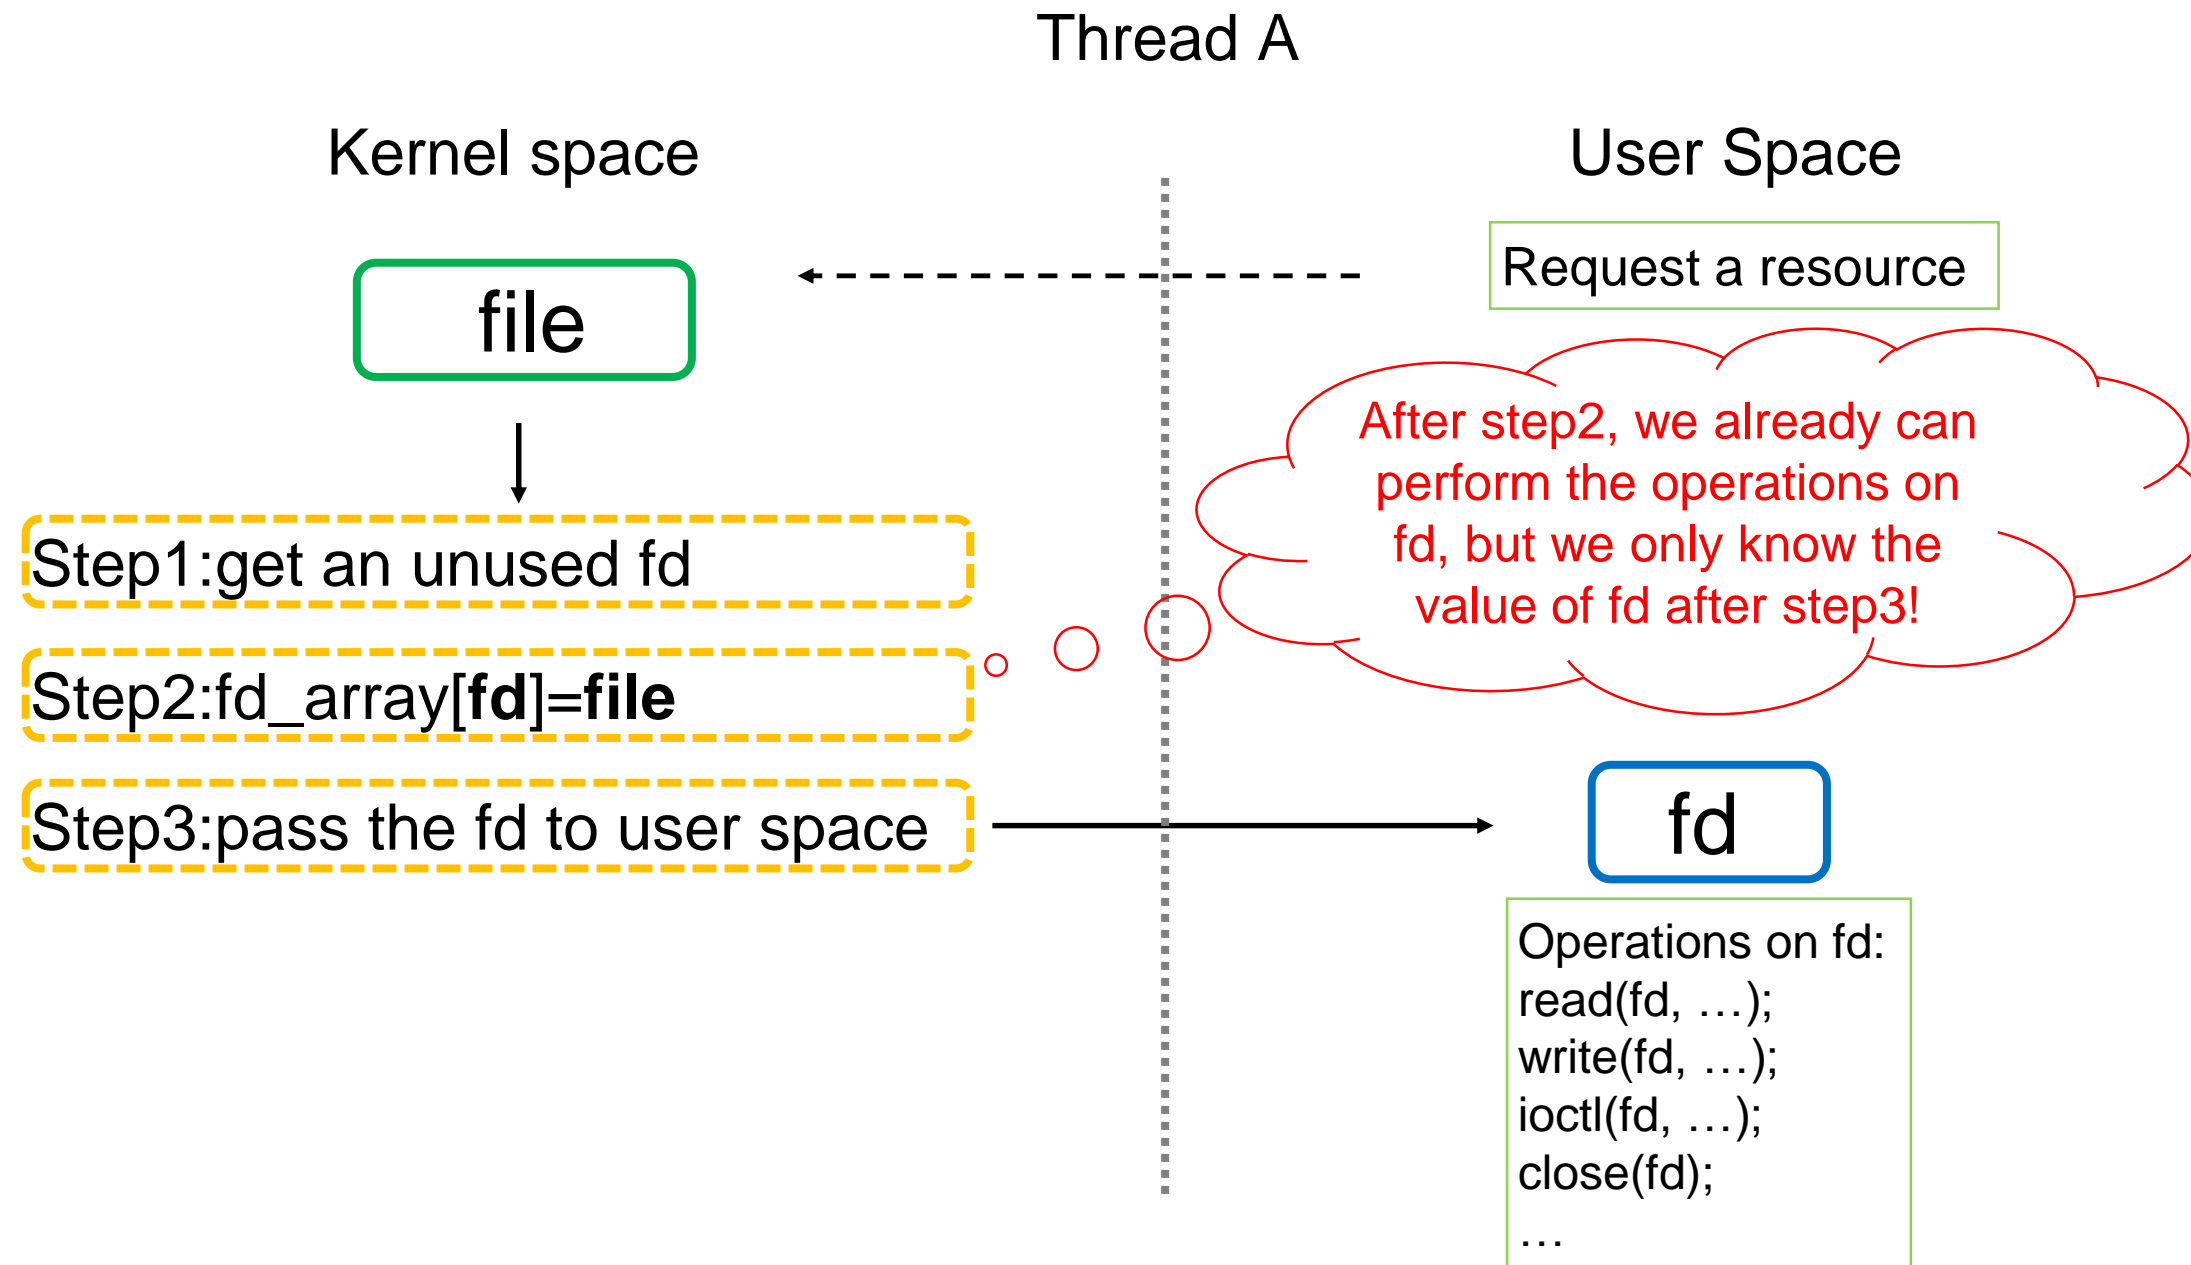 Thread A
Kernel space
User Space
Request a resource
file
After step2, we already can
perform the operations on
fd, but we only know the
value of fd after step3!
Step1:get an unused fd
Step2:fd_array[fd]=file
Step3:pass the fd to user space
fd
Operations on fd:
read(fd, …);
write(fd, …);
ioctl(fd, …);
close(fd);
…